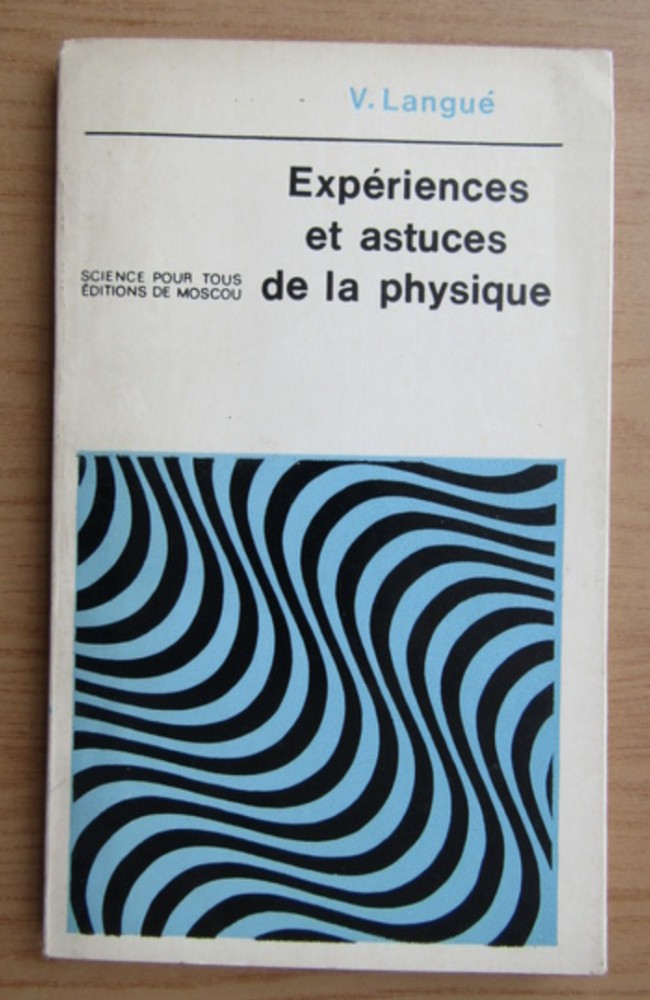 V. Langué
Expériences
et astuces
de la physique
SCIENCE POUR TOUS
ÉDITIONS DE MOSCOU